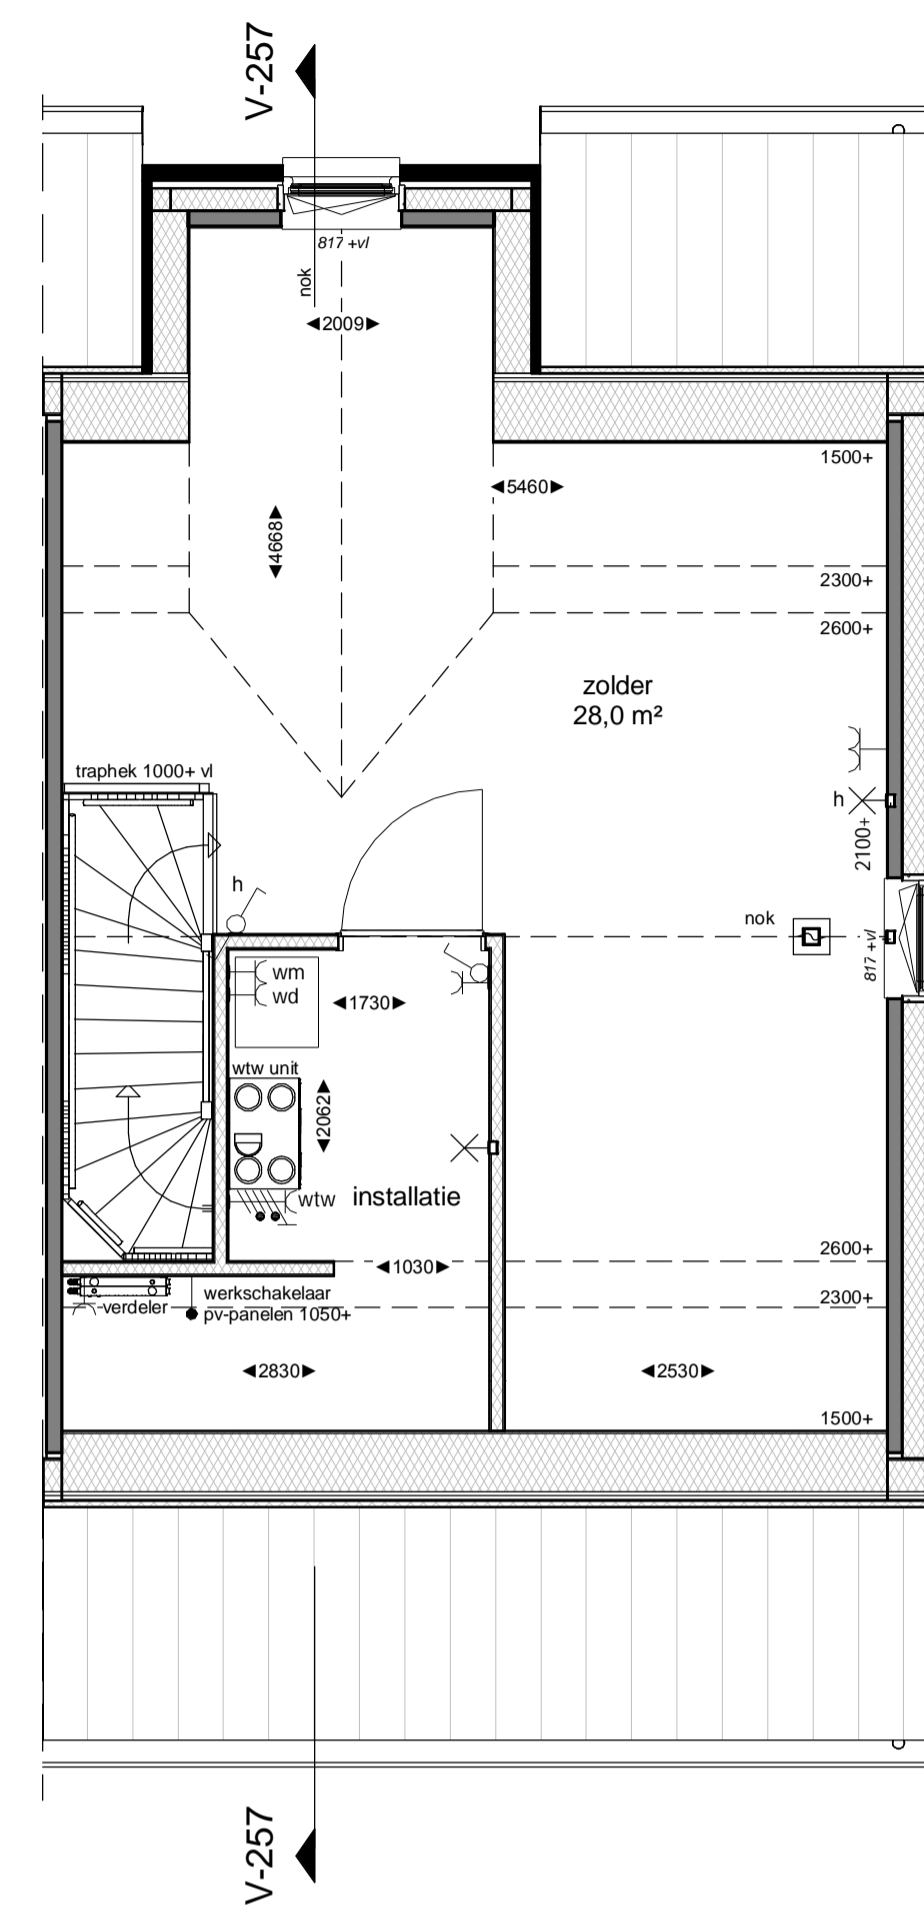 V-257
817 +vl
nok
2009
1500+
5460
4668
2300+
2600+
zolder
28,0 m²
traphek 1000+ vl
h
2100+
h
nok
817 +vl
wm
wd
1730
wtw unit
2062
wtw
installatie
2600+
1030
werkschakelaar
2300+
verdeler
pv-panelen 1050+
2830
2530
1500+
V-257